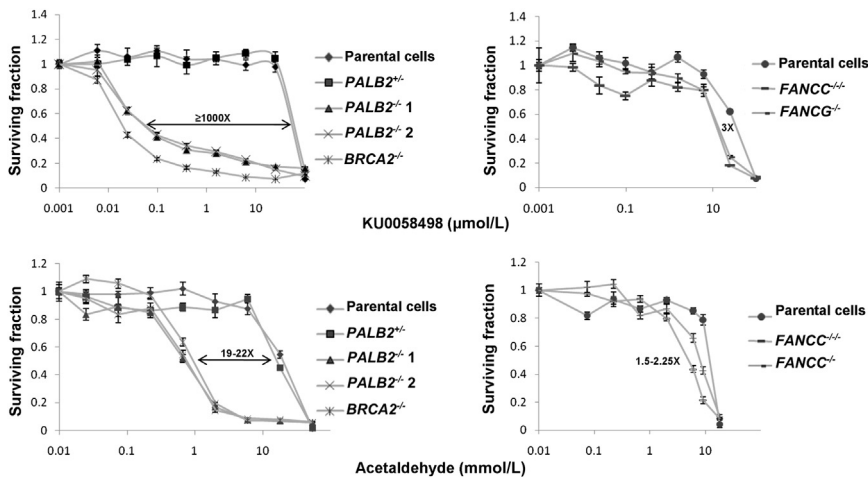 Surviving fraction
1.4
1.2
1.0
0.8
0.6
0.4
0.2
0
0.001
0.01
0.1
1
10
≥1000X
Parental cells
PALB2+/-
PALB2-/- 1
PALB2-/- 2
BRCA2-/-
Surviving fraction
1.4
1.2
1.0
0.8
0.6
0.4
0.2
0
0.001
0.01
0.1
1
10
3X
Parental cells
FANCC-/-/-
FANCG-/-
KU0058498 (µmol/L)
Surviving fraction
1.2
1
0.8
0.6
0.4
0.2
0
0.01
0.1
1
10
19-22X
Parental cells
PALB2+/-
PALB2-/- 1
PALB2-/- 2
BRCA2-/-
Surviving fraction
1.2
1
0.8
0.6
0.4
0.2
0
0.01
0.1
1
10
1.5-2.25X
Parental cells
FANCC-/-/-
FANCC-/-
Acetaldehyde (mmol/L)